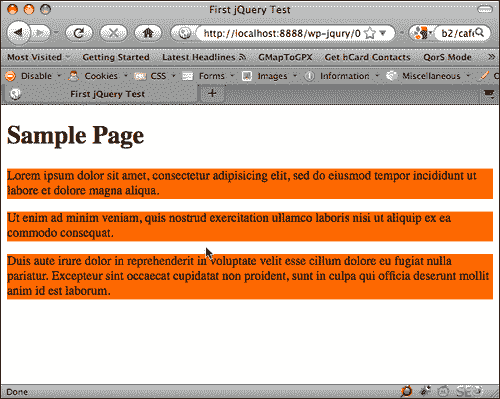 First jQuery Test
http://localhost:8888/wp-jqury/0
b2/cafe
Most Visited Getting Started Latest Headlines GMapToGPX Get hCard Contacts QorS Mode »
Disable Cookies CSS Forms Images Information Miscellaneous
First jQuery Test +
Sample Page
Lorem ipsum dolor sit amet, consectetur adipisicing elit, sed do eiusmod tempor incididunt ut
labore et dolore magna aliqua.
Ut enim ad minim veniam, quis nostrud exercitation ullamco laboris nisi ut aliquip ex ea
commodo consequat.
Duis aute irure dolor in reprehenderit in voluptate velit esse cillum dolore eu fugiat nulla
pariatur. Excepteur sint occaecat cupidatat non proident, sunt in culpa qui officia deserunt mollit
anim id est laborum.
Done